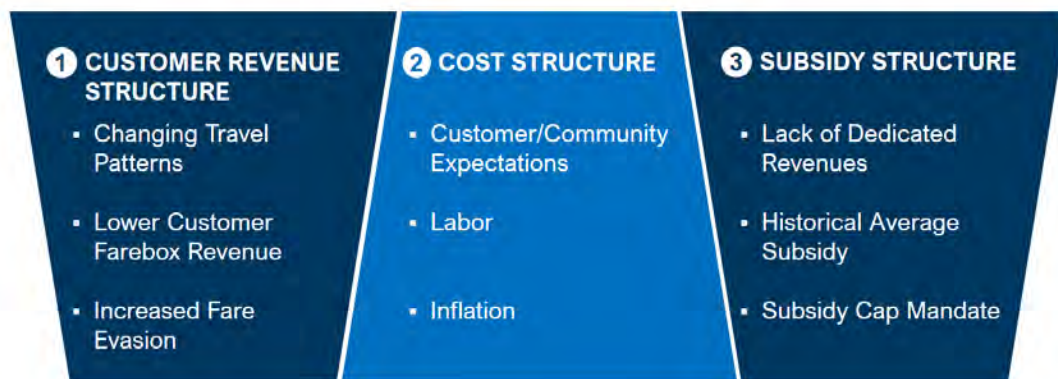 1 CUSTOMER REVENUE
STRUCTURE
▪ Changing Travel
Patterns
▪ Lower Customer
Farebox Revenue
▪ Increased Fare
Evasion
2 COST STRUCTURE
▪ Customer/Community
Expectations
▪ Labor
▪ Inflation
3 SUBSIDY STRUCTURE
▪ Lack of Dedicated
Revenues
▪ Historical Average
Subsidy
▪ Subsidy Cap Mandate